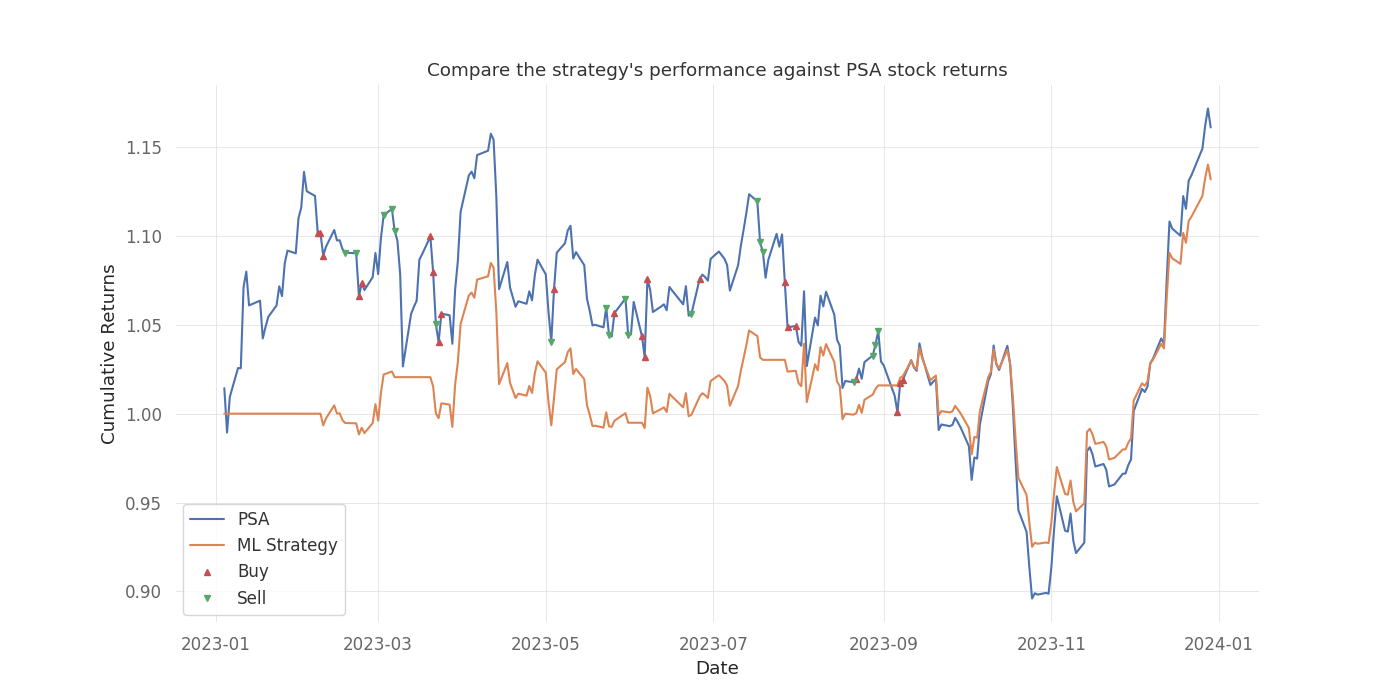 Compare the strategy's performance against PSA stock returns
Cumulative Returns
1.15
1.10
1.05
1.00
0.95
0.90
PSA
ML Strategy
Buy
Sell
2023-01 2023-03 2023-05 2023-07 2023-09 2023-11 2024-01
Date